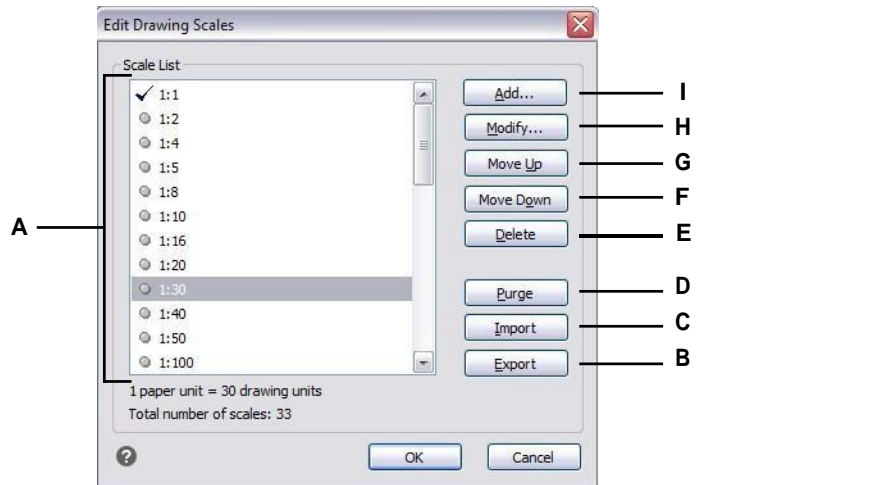 Edit Drawing Scales
Scale List
1:1
1:2
1:4
1:5
1:8
1:10
1:16
1:20
1:30
1:40
1:50
1:100
1 paper unit = 30 drawing units
Total number of scales: 33
Add...
Modify...
Move Up
Move Down
Delete
Purge
Import
Export
OK
Cancel
A
I
H
G
F
E
D
C
B